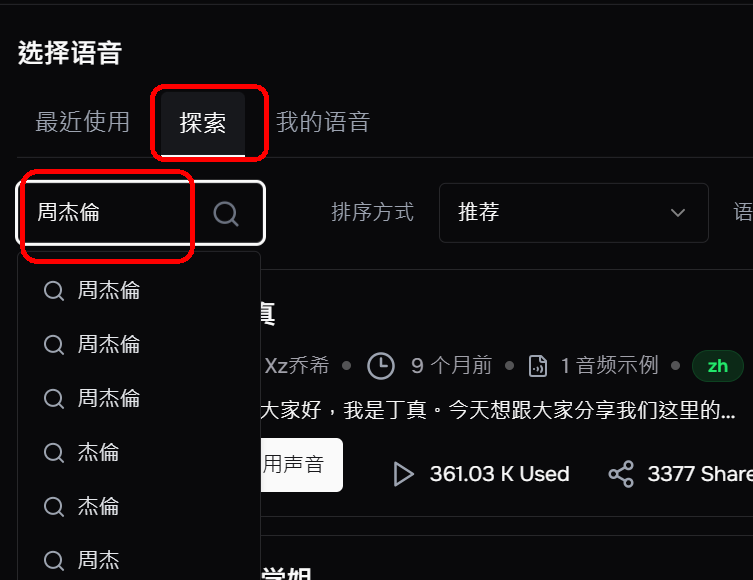 选择语音
最近使用 探索 我的语音
周杰倫 排序方式 推荐 语
周杰倫
真
周杰倫
Xz乔希 9 个月前 1 音频示例 zh
周杰倫
大家好，我是丁真。今天想跟大家分享我们这里的...
杰倫
用声音 361.03 K Used 3377 Share
杰倫
周杰
学姐